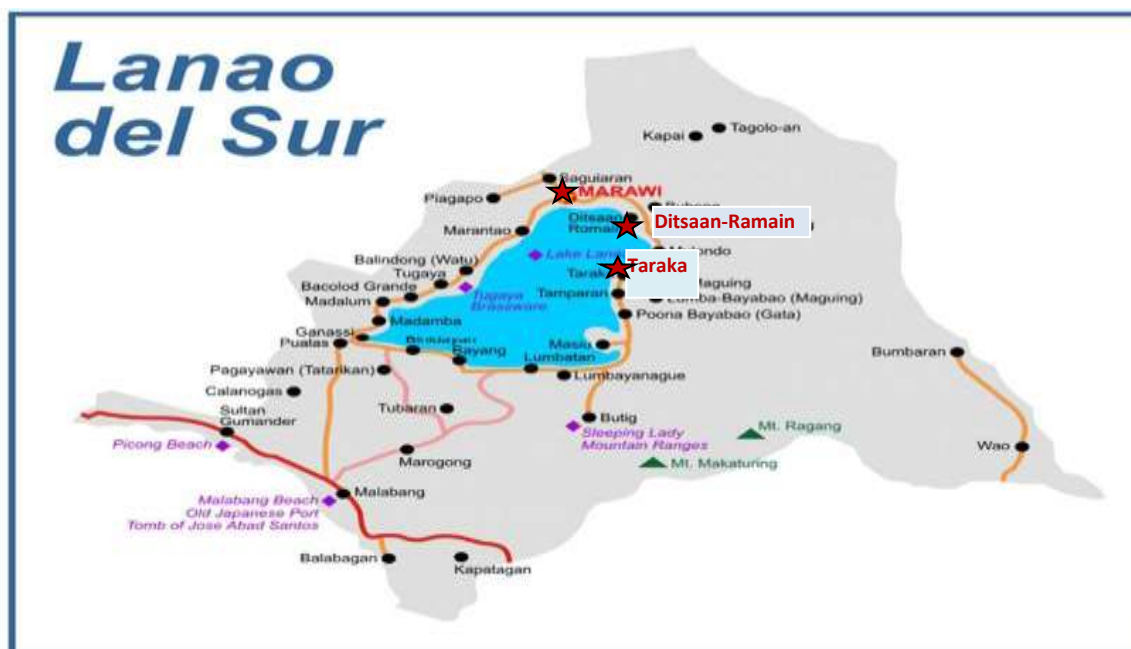 Lanao
del Sur
Kapai
Tagolo-an
Saguiaran
MARAWI
Piagapo
Ditsaan
Ditsaan-Ramain
Marantao
Lake
Taraka
Balindong (Watu)
Tugaya
Bacolod Grande
Madalum
Tugaya
Brassware
Tamparan
Maguing
Lumba-Bayabao (Maguing)
Poona Bayabao (Gata)
Madamba
Ganassi
Pualas
Bayang
Masiu
Lumbatan
Bumbaran
Pagayawan (Tatarikan)
Lumbayanague
Calanogas
Tubaran
Sultan
Gumander
Butig
Picong Beach
Sleeping Lady
Mountain Ranges
Mt. Ragang
Wao
Marogong
Mt. Makaturing
Malabang
Malabang Beach
Old Japanese Port
Tomb of Jose Abad Santos
Balabagan
Kapatagan